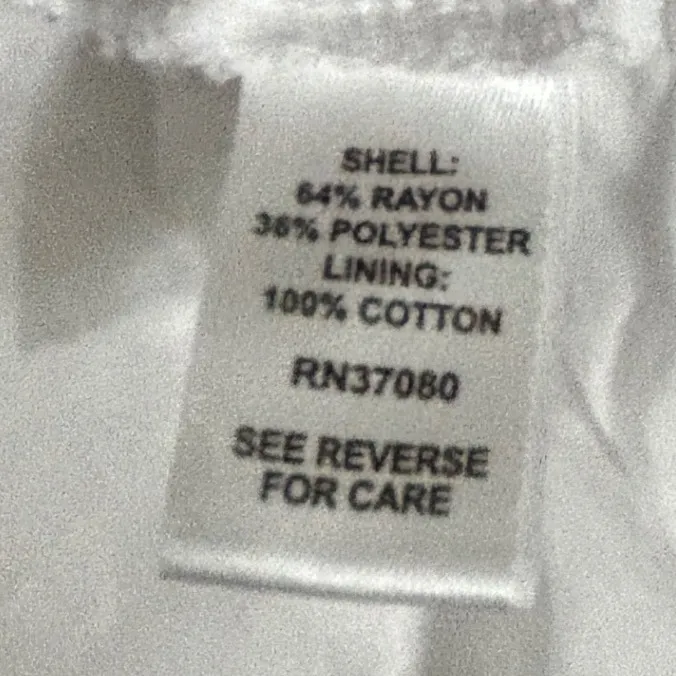 SHELL:
64% RAYON
36% POLYESTER
LINING:
100% COTTON
RN37080
SEE REVERSE
FOR CARE